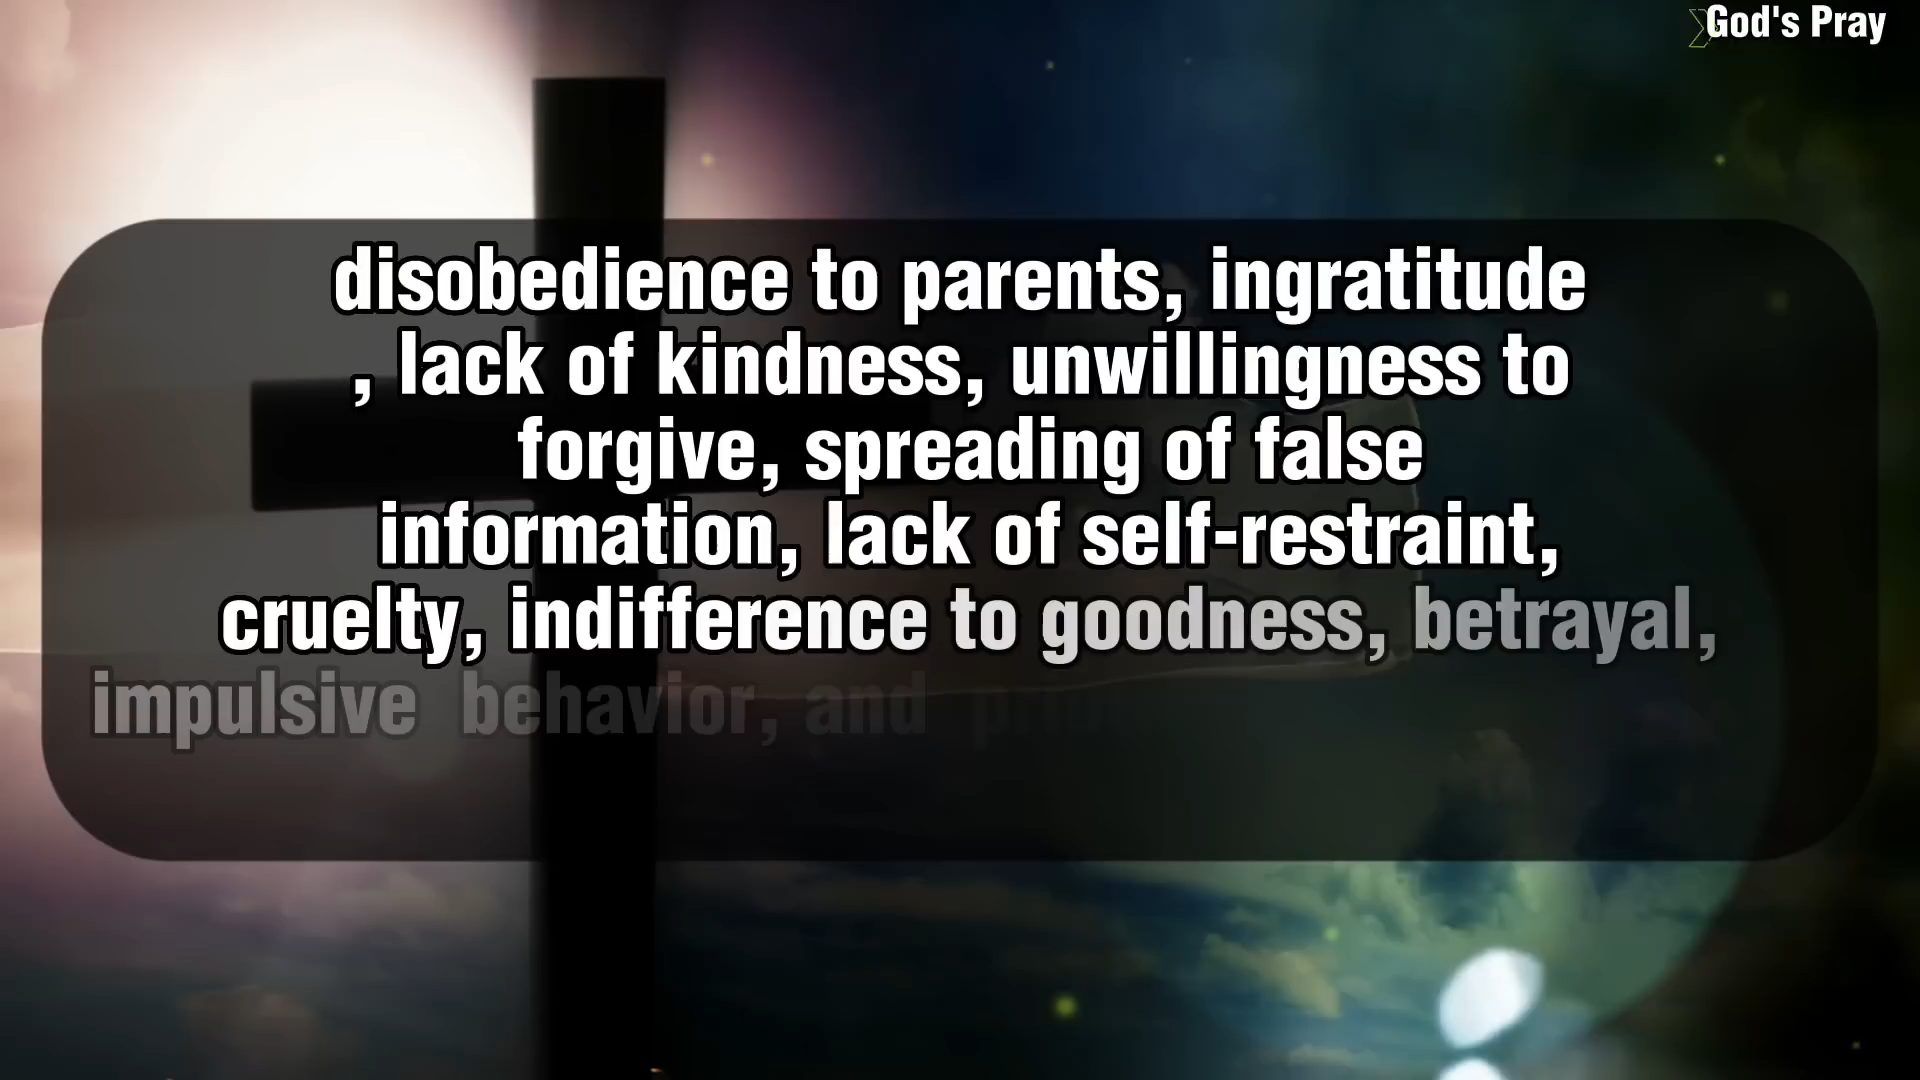 God's Pray
disobedience to parents, ingratitude
, lack of kindness, unwillingness to
forgive, spreading of false
information, lack of self-restraint,
cruelty, indifference to goodness, betrayal,
impulsive behavior, and